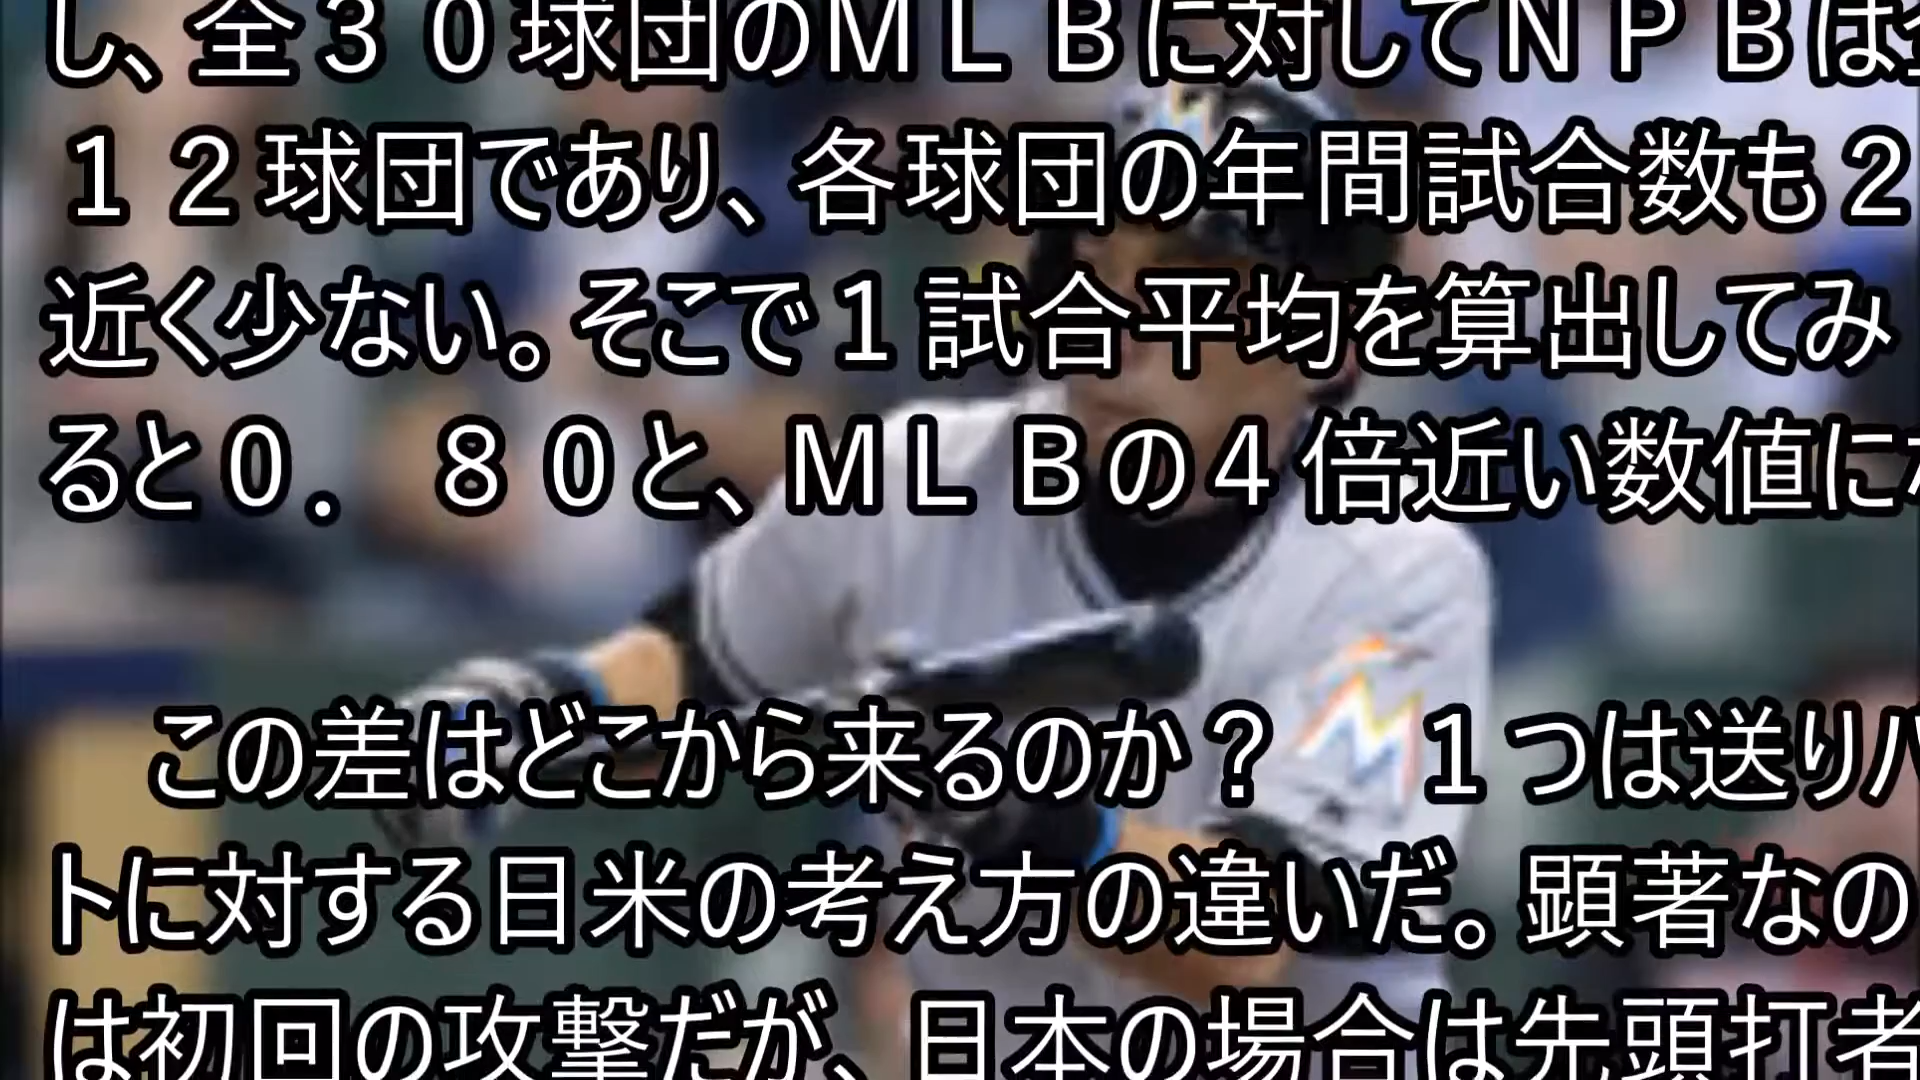 し、全３０球団のＭＬＢに対してＮＰＢは全
１２球団であり、各球団の年間試合数も２
近く少ない。そこで１試合平均を算出してみ
ると０．８０と、ＭＬＢの４倍近い数値に
この差はどこから来るのか？　１つは送りバ
トに対する日米の考え方の違いだ。顕著なの
は初回の攻撃だが、日本の場合は先頭打者